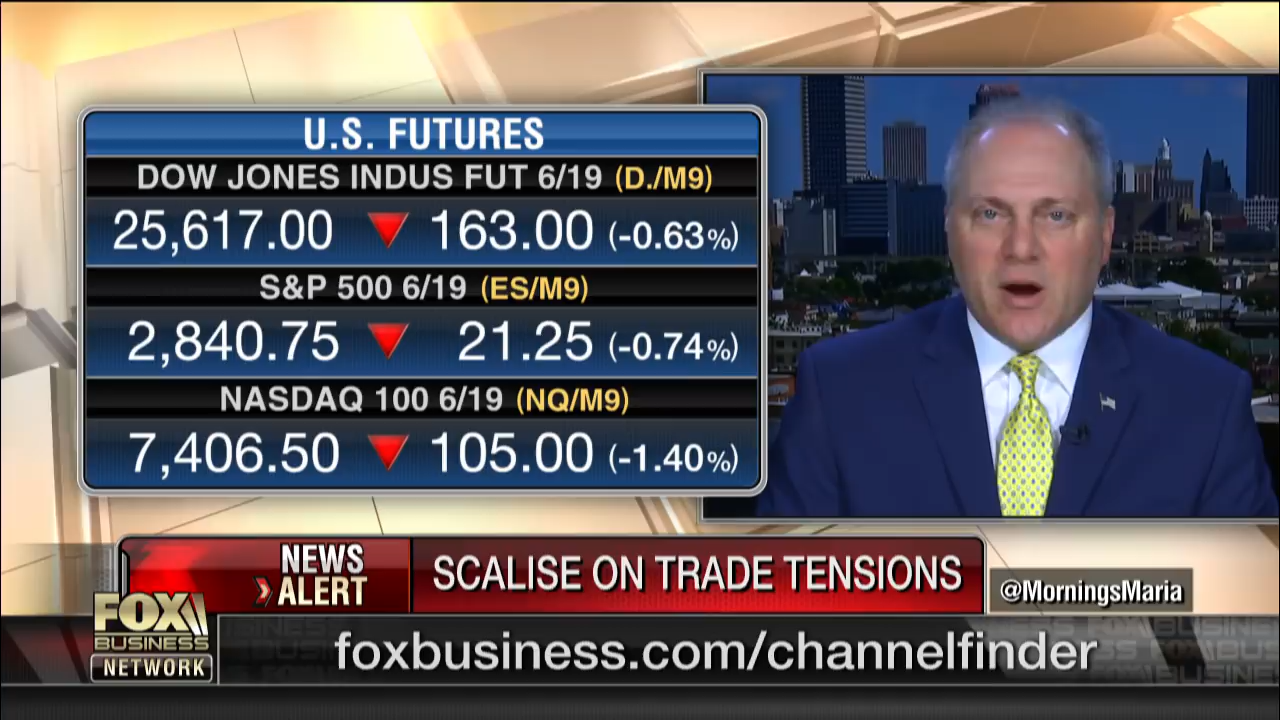 U.S. FUTURES
DOW JONES INDUS FUT 6/19 (D./M9)
25,617.00 ▼ 163.00 (-0.63%)
S&P 500 6/19 (ES/M9)
2,840.75 ▼ 21.25 (-0.74%)
NASDAQ 100 6/19 (NQ/M9)
7,406.50 ▼ 105.00 (-1.40%)
NEWS
ALERT
SCALISE ON TRADE TENSIONS
@MorningsMaria
FOX
BUSINESS
NETWORK
foxbusiness.com/channelfinder